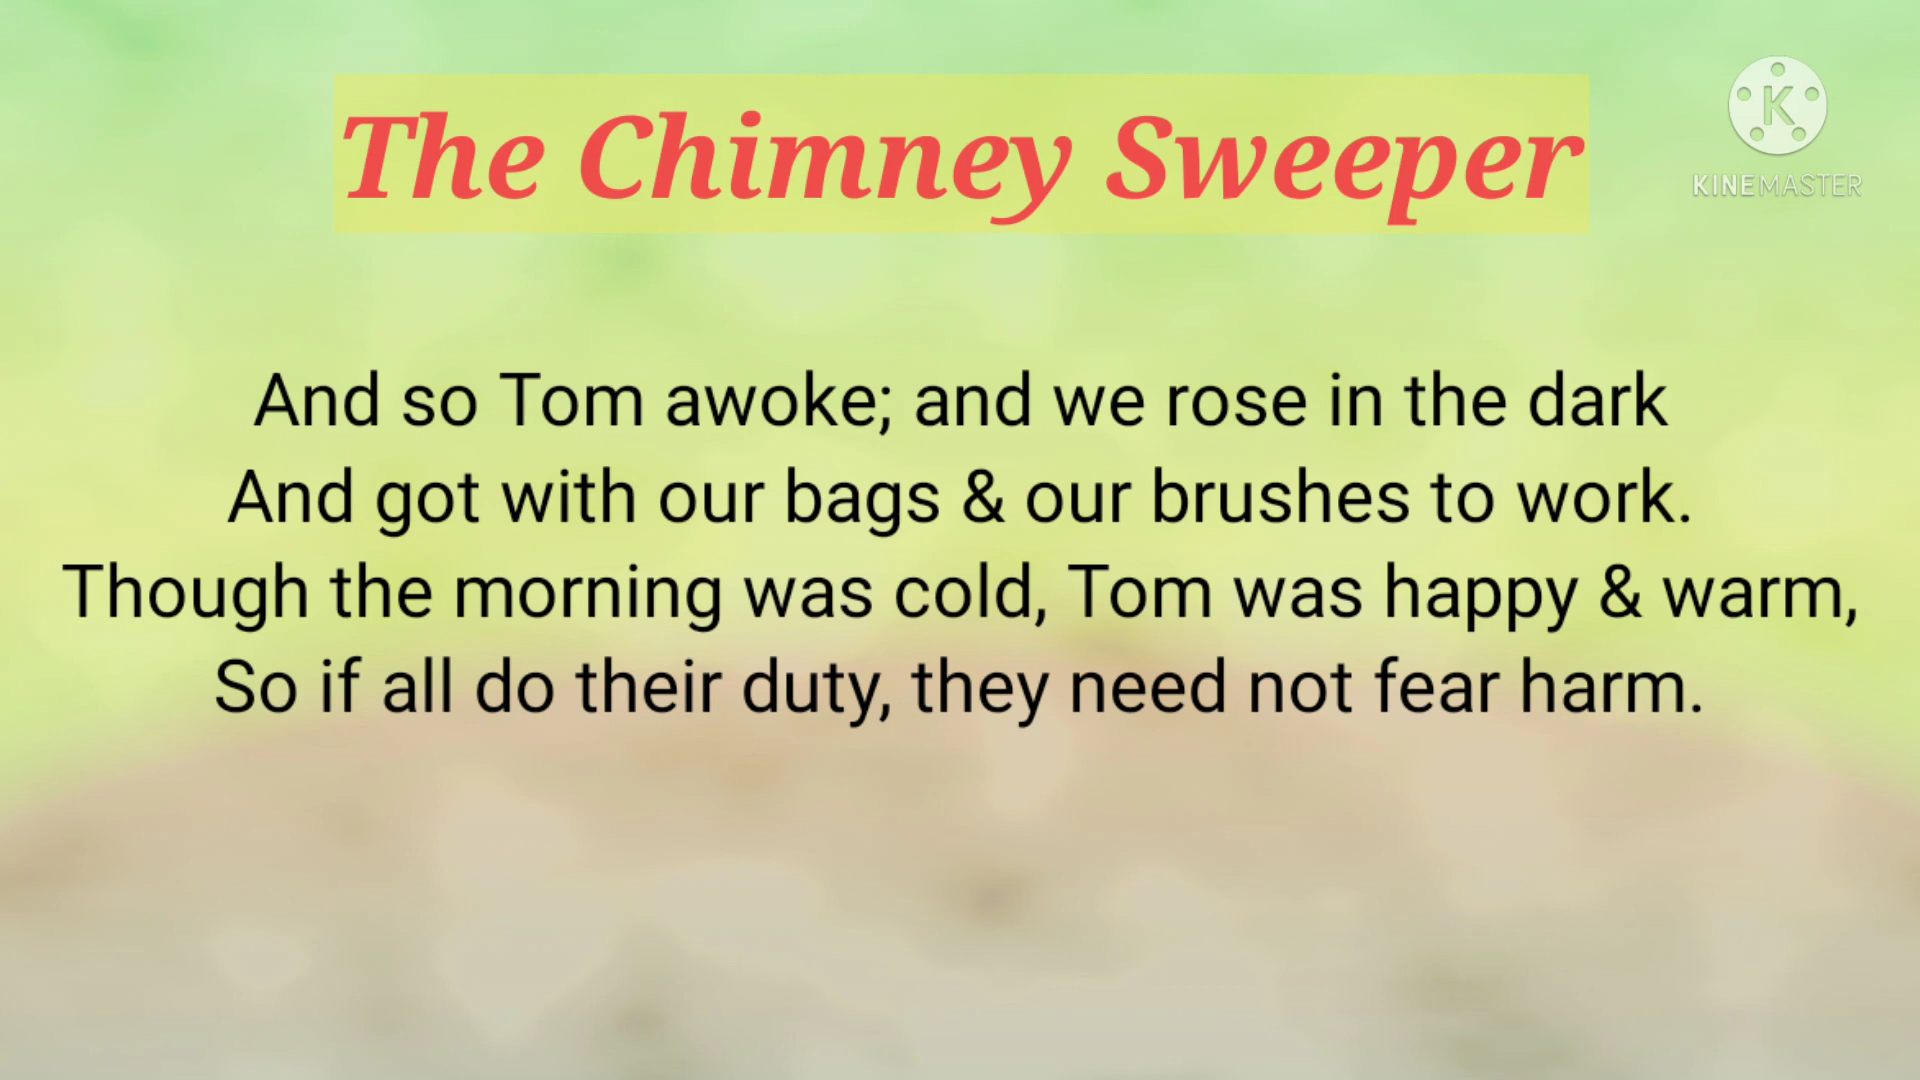 The Chimney Sweeper
K
KINEMASTER
And so Tom awoke; and we rose in the dark
And got with our bags & our brushes to work.
Though the morning was cold, Tom was happy & warm,
So if all do their duty, they need not fear harm.